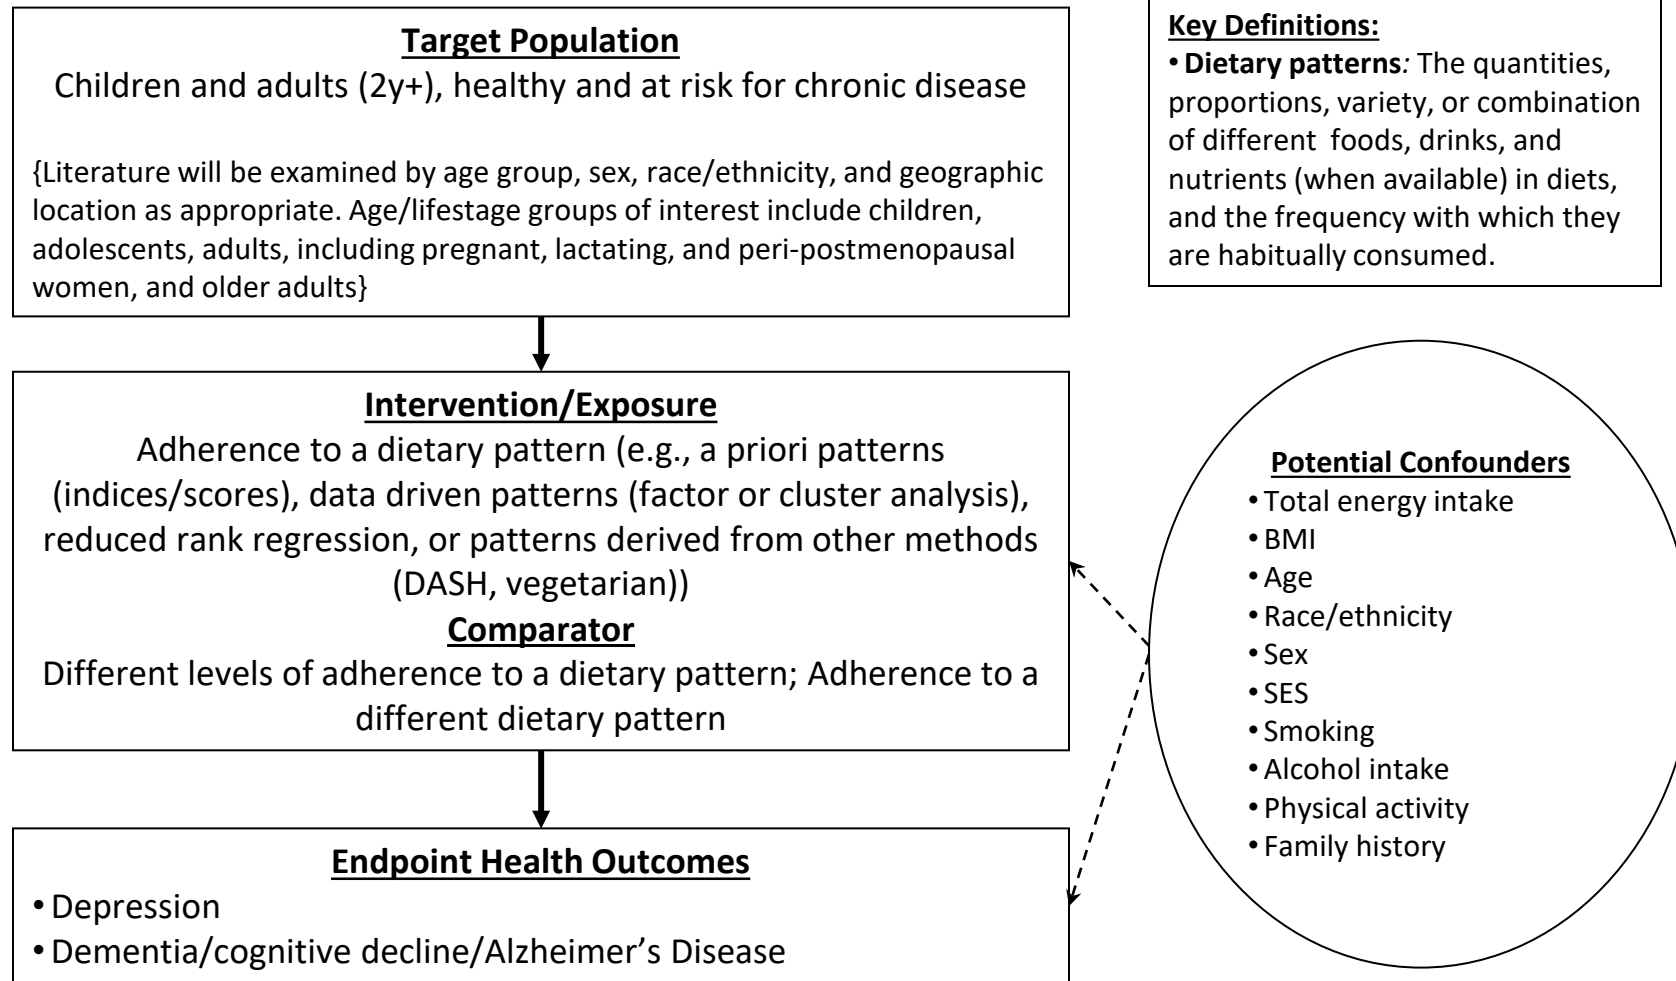 Target Population
Children and adults (2y+), healthy and at risk for chronic disease
{Literature will be examined by age group, sex, race/ethnicity, and geographic
location as appropriate. Age/lifestage groups of interest include children,
adolescents, adults, including pregnant, lactating, and peri-postmenopausal
women, and older adults}
Key Definitions:
• Dietary patterns: The quantities,
proportions, variety, or combination
of different foods, drinks, and
nutrients (when available) in diets,
and the frequency with which they
are habitually consumed.
Intervention/Exposure
Adherence to a dietary pattern (e.g., a priori patterns
(indices/scores), data driven patterns (factor or cluster analysis),
reduced rank regression, or patterns derived from other methods
(DASH, vegetarian))
Comparator
Different levels of adherence to a dietary pattern; Adherence to a
different dietary pattern
Potential Confounders
• Total energy intake
• BMI
• Age
• Race/ethnicity
• Sex
• SES
• Smoking
• Alcohol intake
• Physical activity
• Family history
Endpoint Health Outcomes
• Depression
• Dementia/cognitive decline/Alzheimer’s Disease